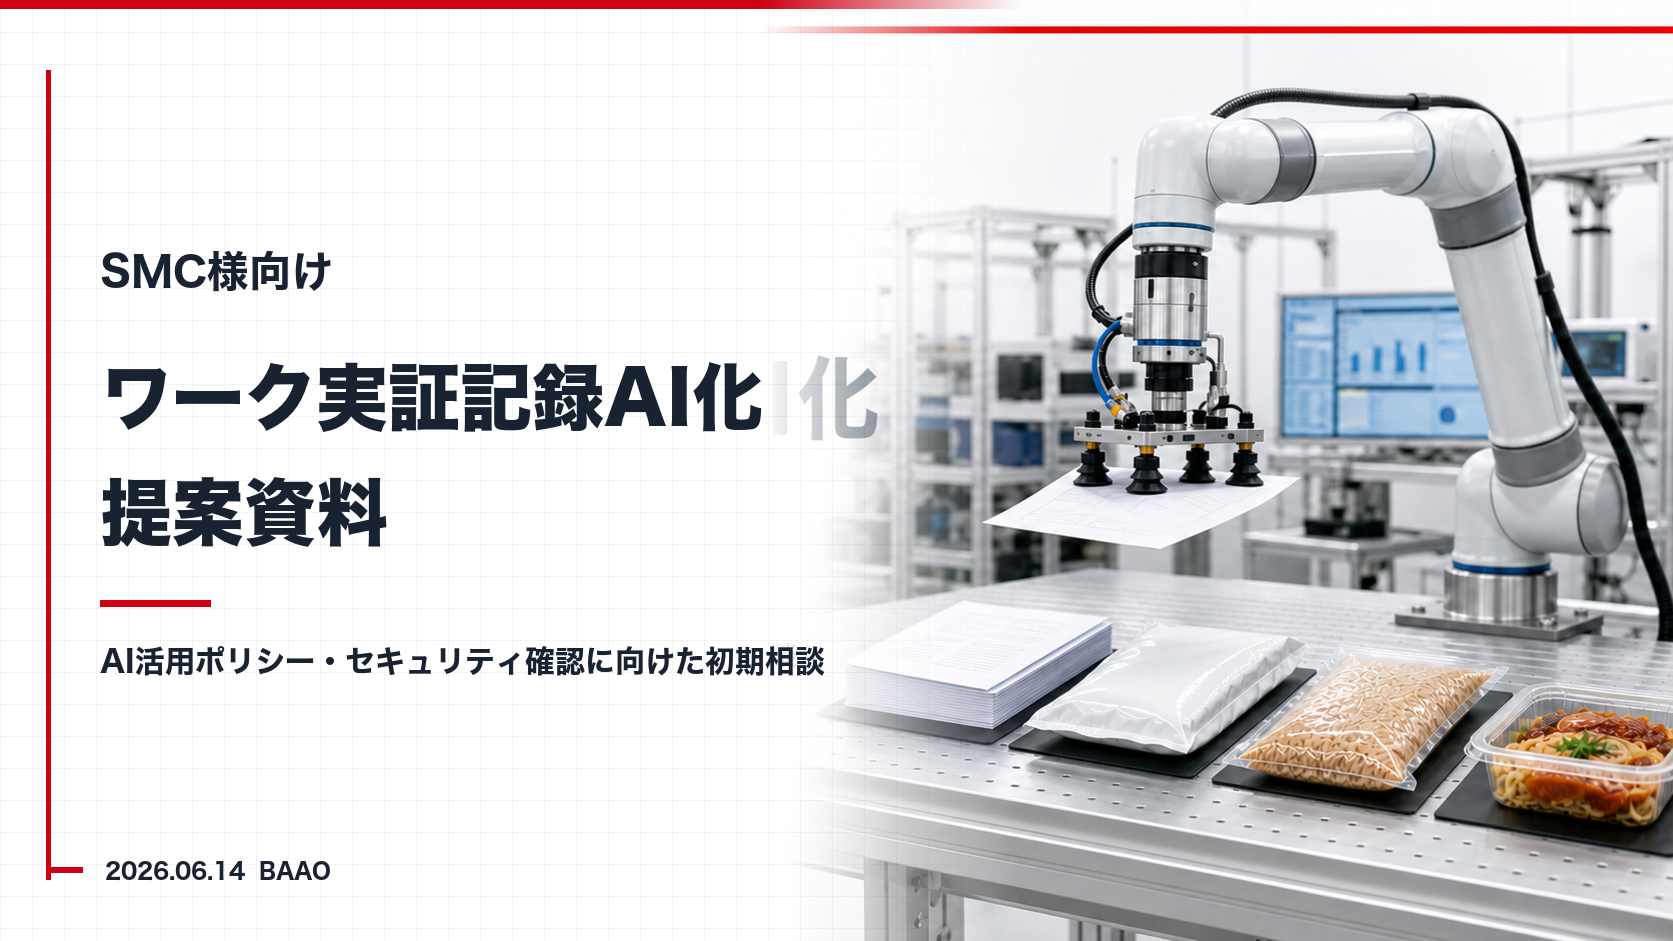 SMC様向け
ワーク実証記録AI化
I化
提案資料
AI活用ポリシー・セキュリティ確認に向けた初期相談
2026.06.14 BAAO